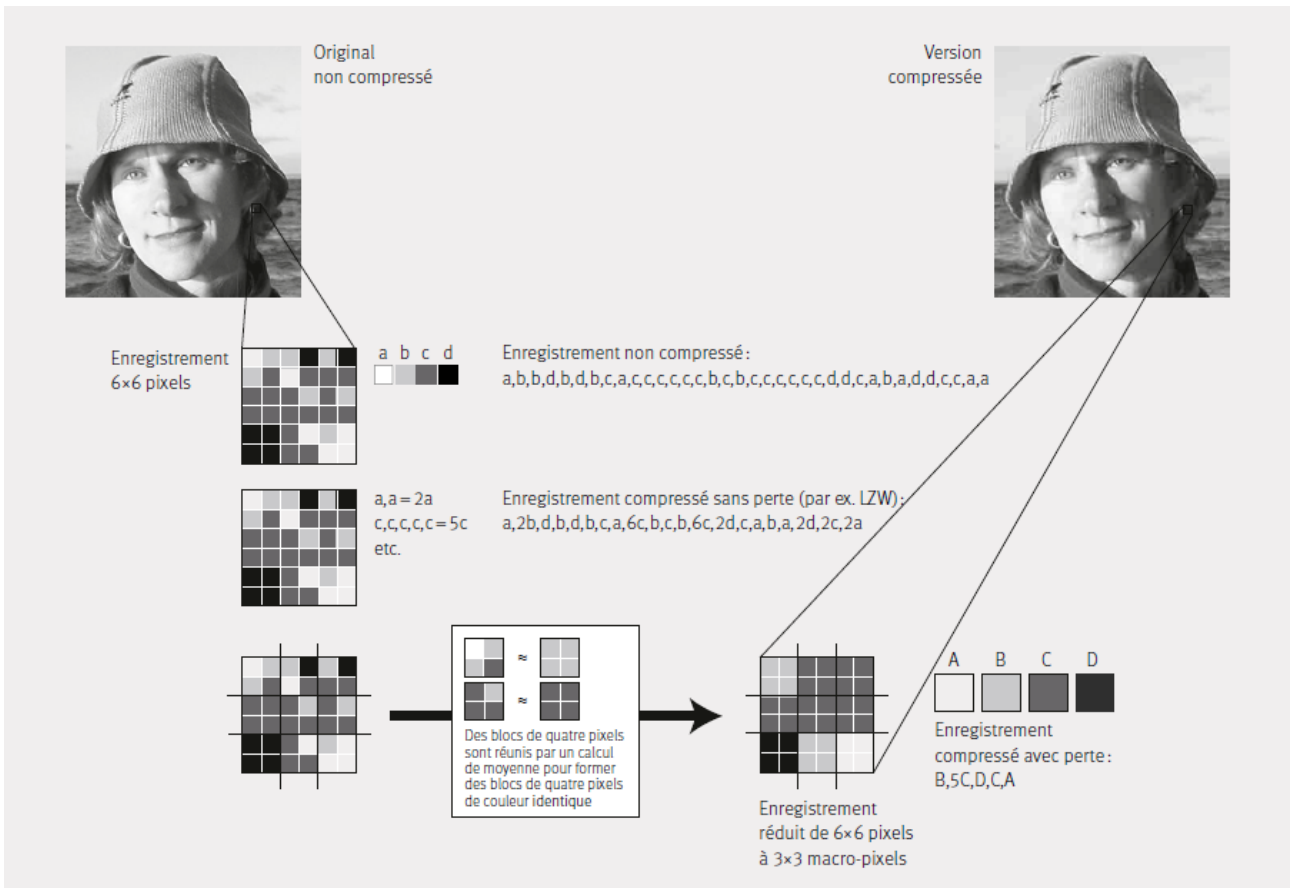 Original
non compressé
Version
compressée
Enregistrement
6×6 pixels
a b c d
Enregistrement non compressé :
a,b,b,d,b,d,b,c,a,c,c,c,c,c,c,b,c,b,c,c,c,c,c,c,d,d,c,a,b,a,d,d,c,c,a,a
a,a = 2a
c,c,c,c,c = 5c
etc.
Enregistrement compressé sans perte (par ex. LZW) :
a,2b,d,b,d,b,c,a,6c,b,c,b,6c,2d,c,a,b,a,2d,2c,2a
≈
≈
Des blocs de quatre pixels
sont réunis par un calcul
de moyenne pour former
des blocs de quatre pixels
de couleur identique
Enregistrement
réduit de 6×6 pixels
à 3×3 macro-pixels
A B C D
Enregistrement
compressé avec perte :
B,5C,D,C,A